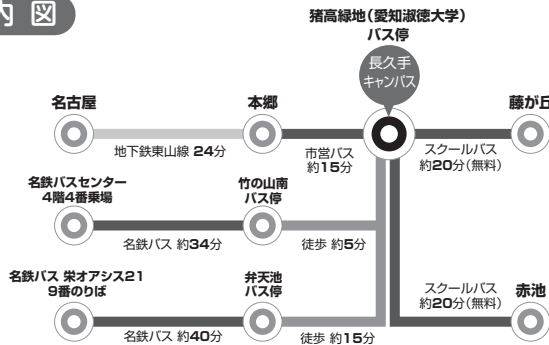 内 図
猪高緑地(愛知淑徳大学)
バス停
長久手
キャンパス
名古屋
本郷
藤が丘
地下鉄東山線 24分
市営バス
約15分
スクールバス
約20分(無料)
名鉄バスセンター
4階4番乗場
竹の山南
バス停
名鉄バス 約34分
徒歩 約5分
名鉄バス 栄オアシス21
9番のりば
弁天池
バス停
スクールバス
約20分(無料)
赤池
名鉄バス 約40分
徒歩 約15分